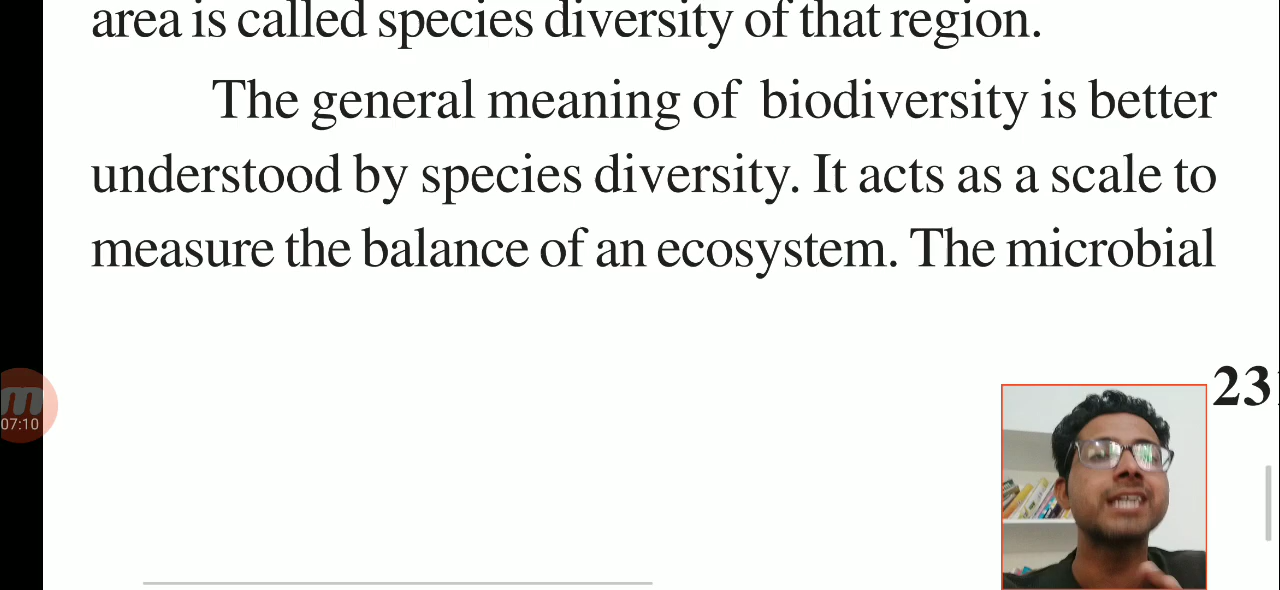 area is called species diversity of that region.
The general meaning of biodiversity is better
understood by species diversity. It acts as a scale to
measure the balance of an ecosystem. The microbial
23
m
07:10